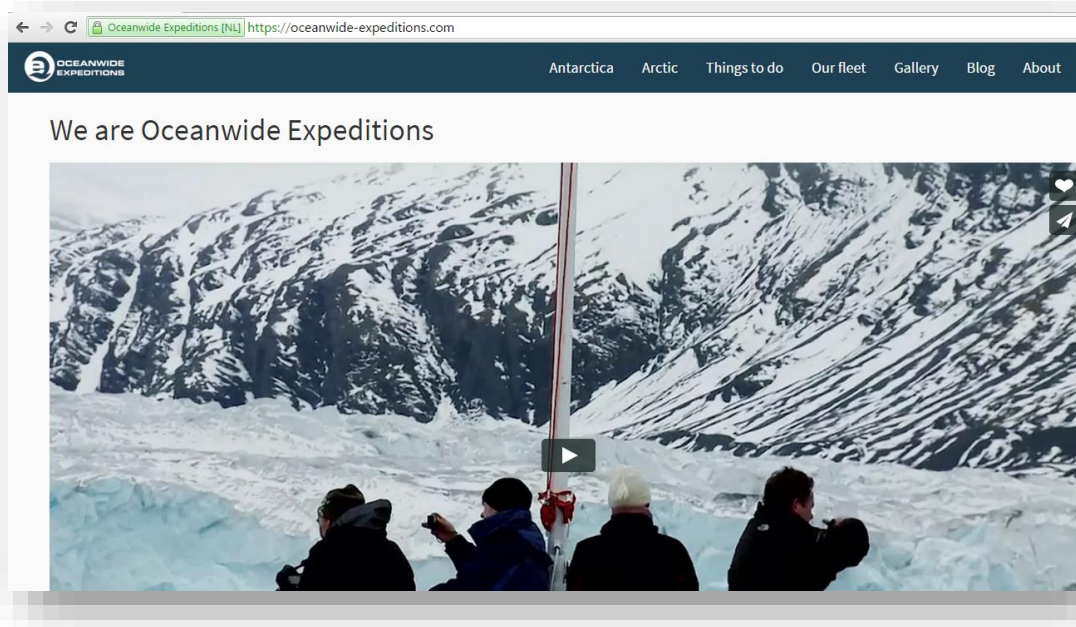 Oceanwide Expeditions [NL] https://oceanwide-expeditions.com
OCEANWIDE
EXPEDITIONS
Antarctica Arctic Things to do Our fleet Gallery Blog About
We are Oceanwide Expeditions